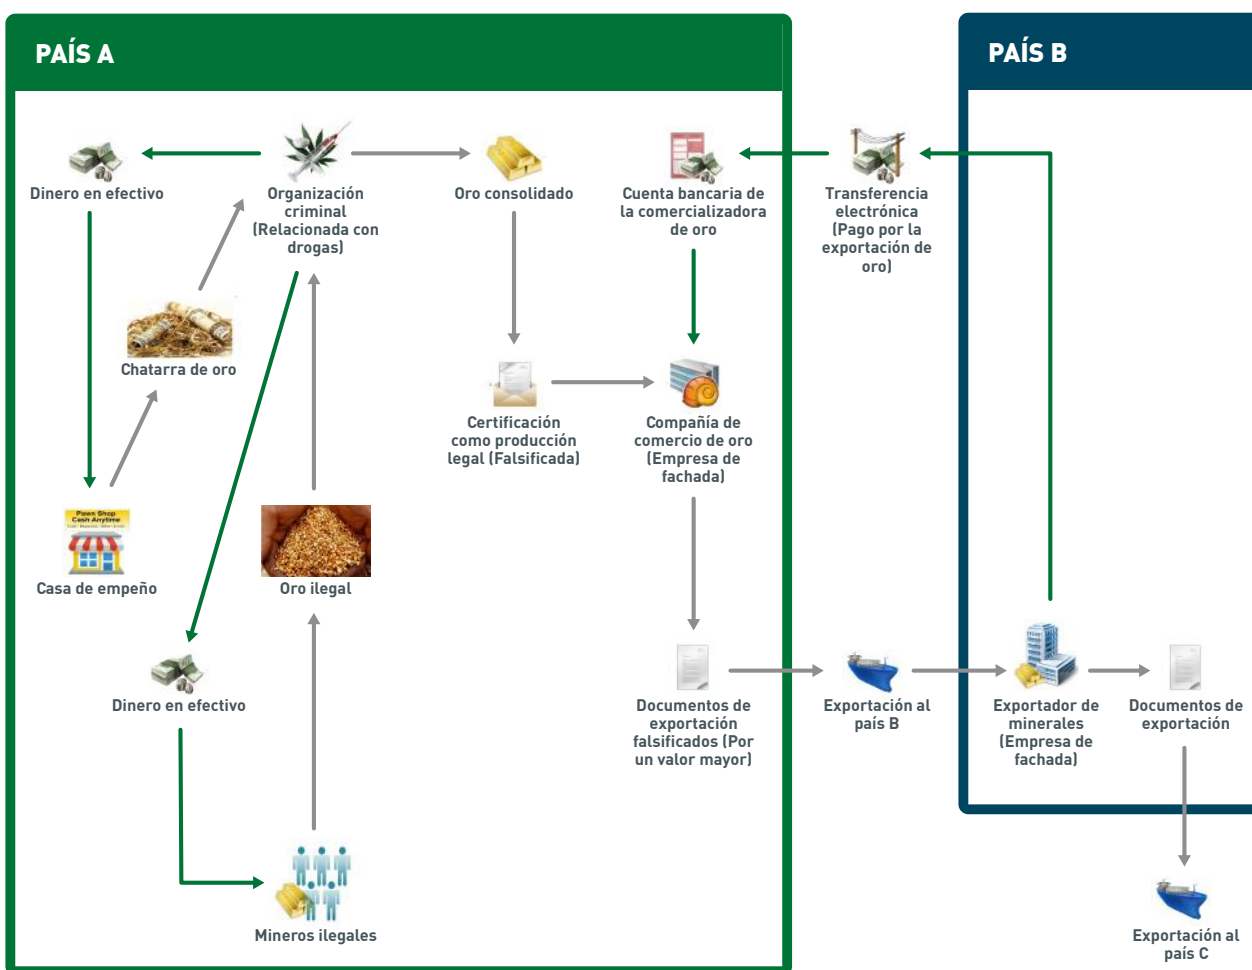 PAÍS A
PAÍS B
Dinero en efectivo
Organización
criminal
(Relacionada con
drogas)
Oro consolidado
Cuenta bancaria de
la comercializadora
de oro
Transferencia
electrónica
(Pago por la
exportación de
oro)
Chatarra de oro
Certificación
como producción
legal (Falsificada)
Compañía de
comercio de oro
(Empresa de
fachada)
Pawn Shop
Cash Anytime
Casa de empeño
Oro ilegal
Dinero en efectivo
Documentos de
exportación
falsificados (Por
un valor mayor)
Exportación al
país B
Exportador de
minerales
(Empresa de
fachada)
Documentos de
exportación
Mineros ilegales
Exportación al
país C